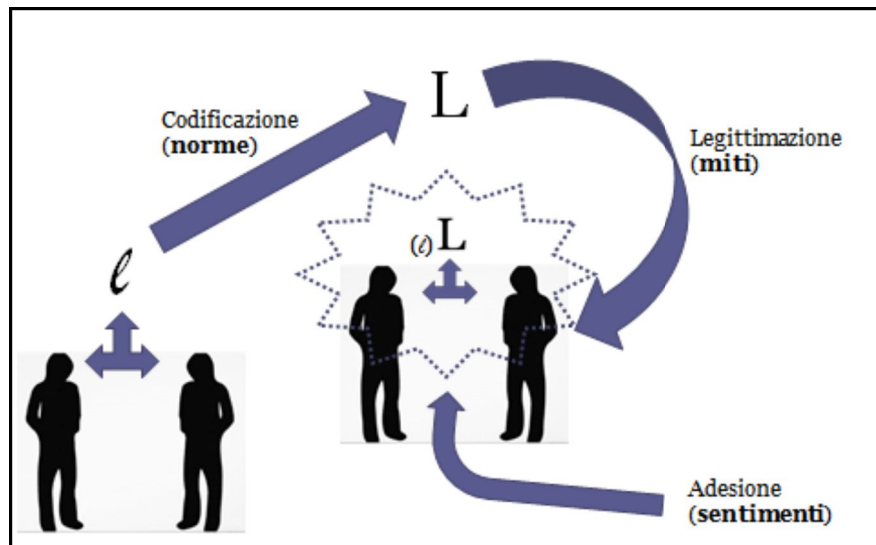 L
Codificazione
(norme)
Legittimazione
(miti)
(ℓ)L
ℓ
Adesione
(sentimenti)